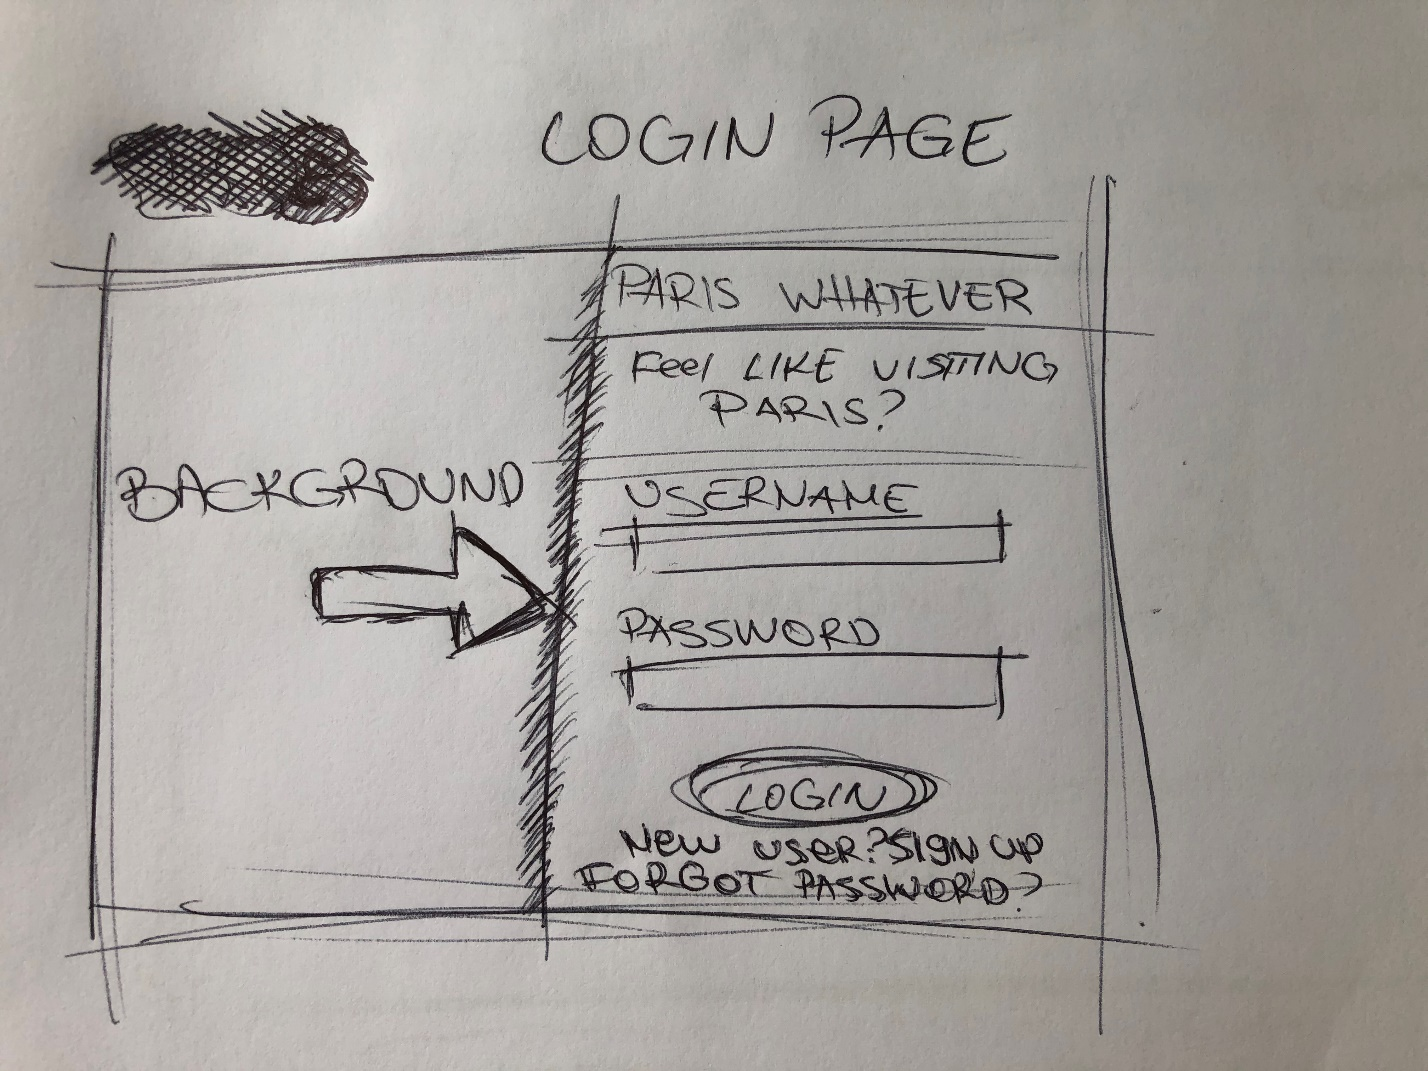 LOGIN PAGE
PARIS WHATEVER
Feel LIKE VISITING
PARIS?
BACKGROUND
USERNAME
PASSWORD
LOGIN
NEW USER? SIGN UP
FORGOT PASSWORD?